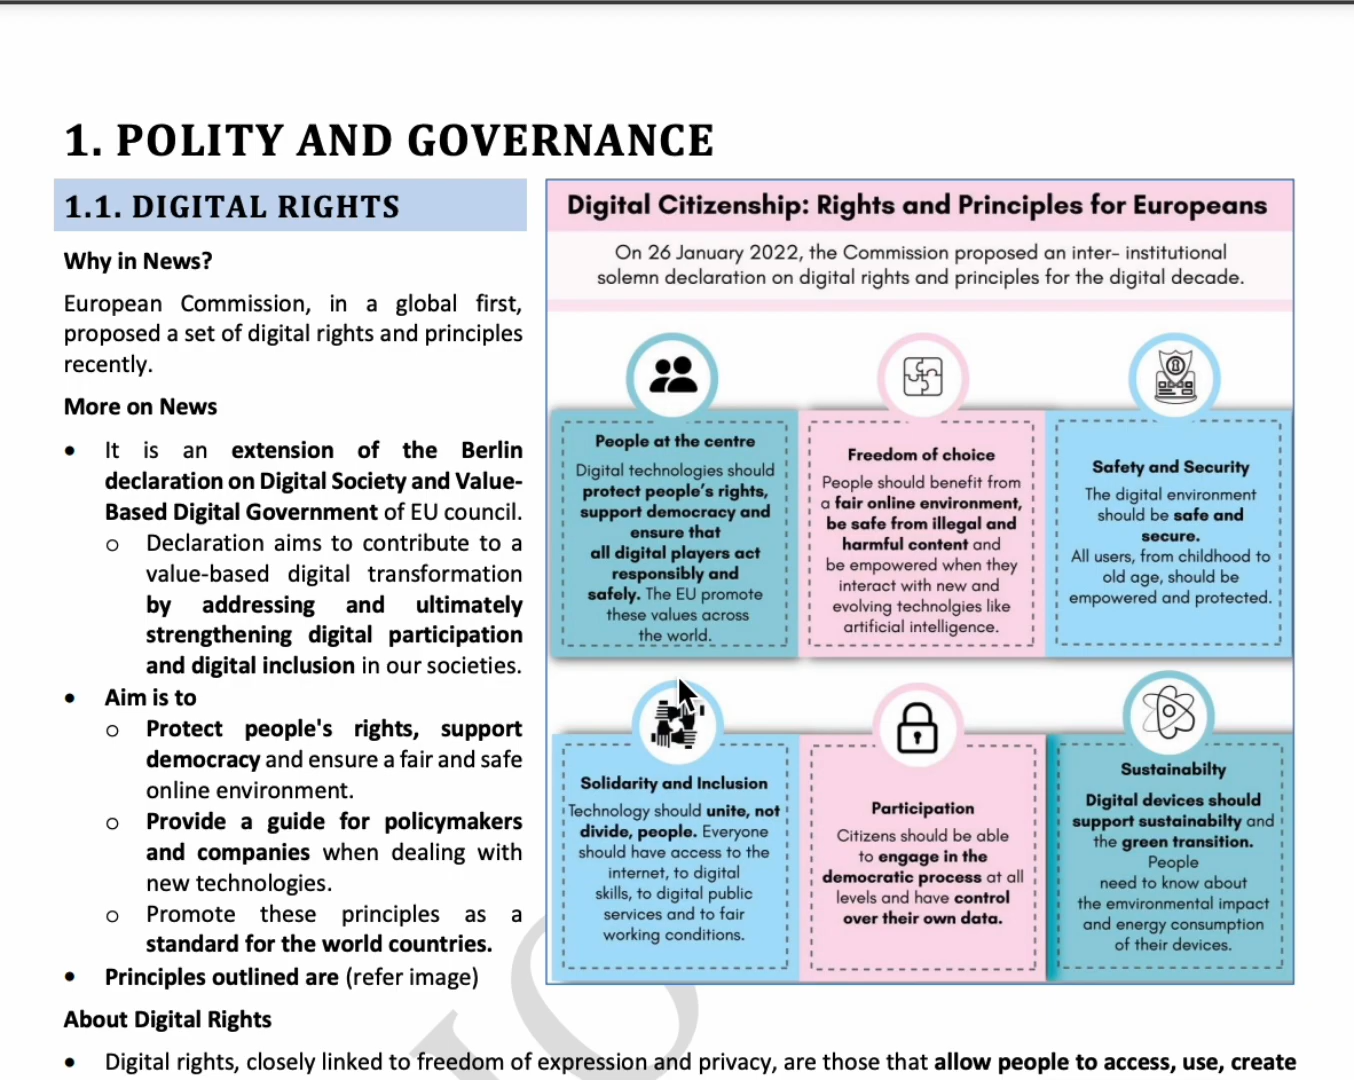 1. POLITY AND GOVERNANCE
1.1. DIGITAL RIGHTS
Why in News?
European Commission, in a global first,
proposed a set of digital rights and principles
recently.
More on News
• It is an extension of the Berlin
declaration on Digital Society and Value-
Based Digital Government of EU council.
o Declaration aims to contribute to a
value-based digital transformation
by addressing and ultimately
strengthening digital participation
and digital inclusion in our societies.
• Aim is to
o Protect people's rights, support
democracy and ensure a fair and safe
online environment.
o Provide a guide for policymakers
and companies when dealing with
new technologies.
o Promote these principles as a
standard for the world countries.
• Principles outlined are (refer image)
Digital Citizenship: Rights and Principles for Europeans
On 26 January 2022, the Commission proposed an inter- institutional
solemn declaration on digital rights and principles for the digital decade.
People at the centre
Digital technologies should
protect people's rights,
support democracy and
ensure that
all digital players act
responsibly and
safely. The EU promote
these values across
the world.
Freedom of choice
People should benefit from
a fair online environment,
be safe from illegal and
harmful content and
be empowered when they
interact with new and
evolving technolgies like
artificial intelligence.
Safety and Security
The digital environment
should be safe and
secure.
All users, from childhood to
old age, should be
empowered and protected.
Solidarity and Inclusion
Technology should unite, not
divide, people. Everyone
should have access to the
internet, to digital
skills, to digital public
services and to fair
working conditions.
Participation
Citizens should be able
to engage in the
democratic process at all
levels and have control
over their own data.
Sustainabilty
Digital devices should
support sustainabilty and
the green transition.
People
need to know about
the emvironmental impact
and energy consumption
of their devices.
About Digital Rights
• Digital rights, closely linked to freedom of expression and privacy, are those that allow people to access, use, create